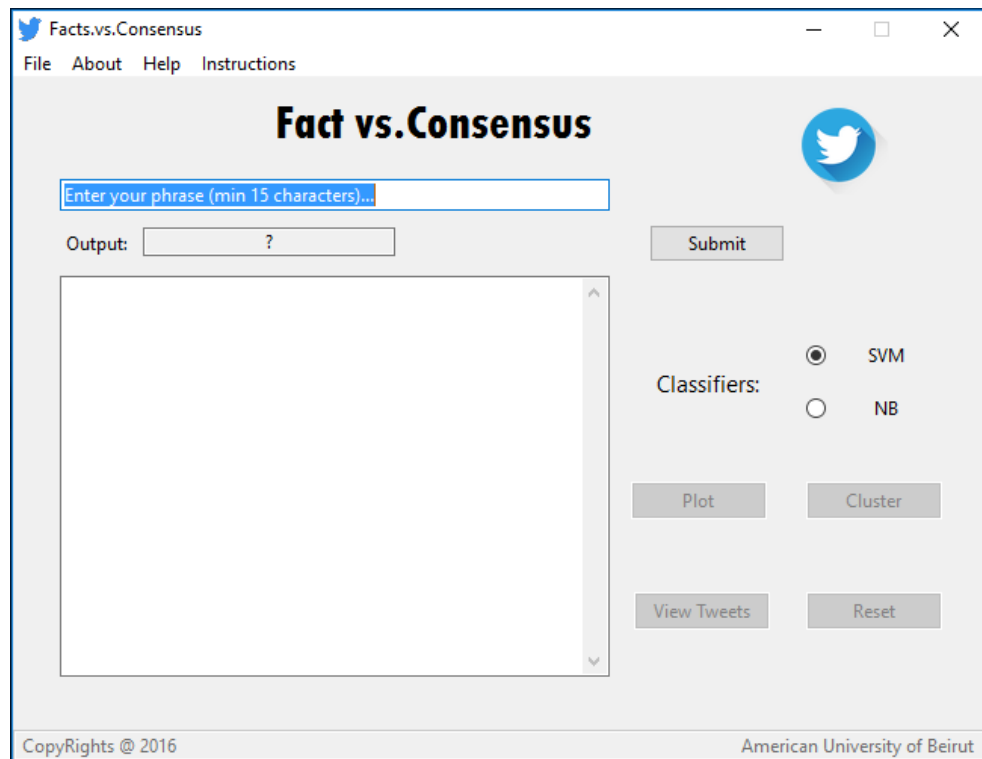 Facts.vs.Consensus
File About Help Instructions
Fact vs.Consensus
Enter your phrase (min 15 characters)...
Output: ? Submit
SVM
Classifiers:
NB
Plot Cluster
View Tweets Reset
CopyRights @ 2016 American University of Beirut